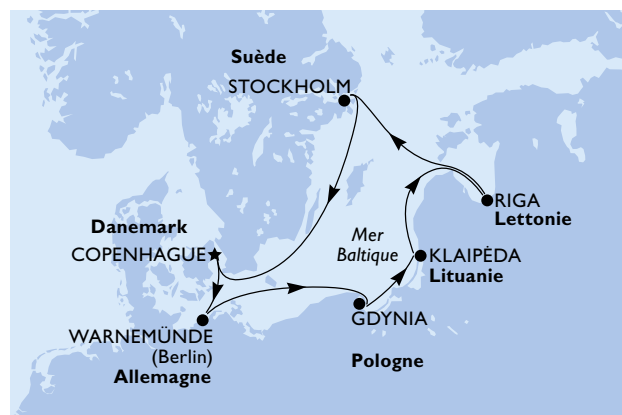 Suède
STOCKHOLM
Danemark
COPENHAGUE
Mer
Baltique
RIGA
Lettonie
KLAIPĖDA
Lituanie
GDYNIA
Pologne
WARNEMÜNDE
(Berlin)
Allemagne